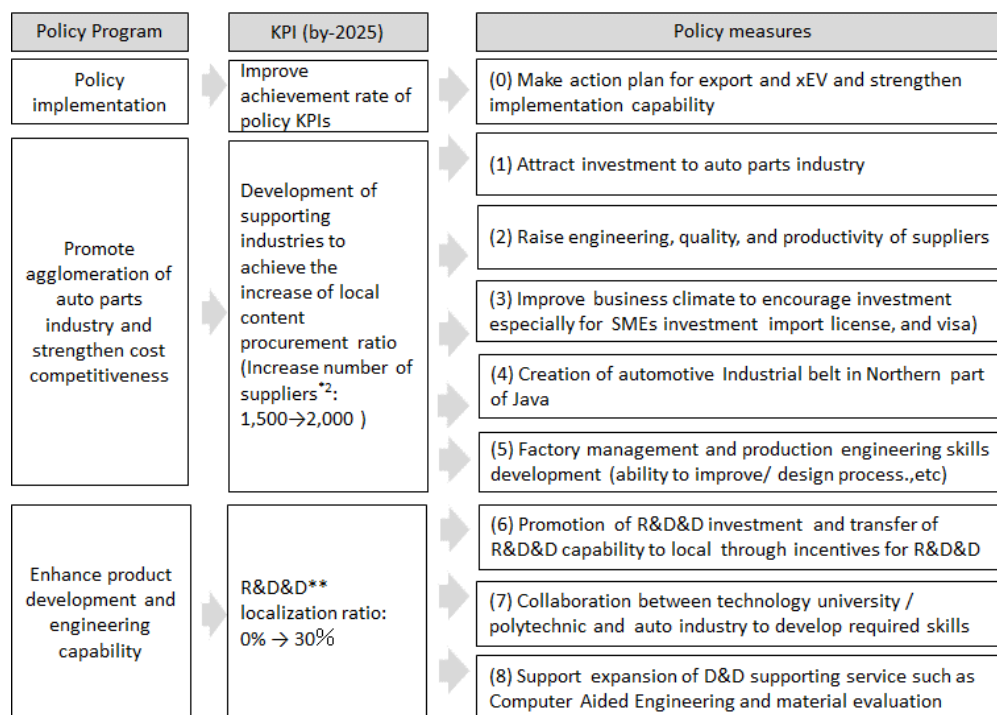 Policy Program
KPI (by-2025)
Policy measures
Policy
implementation
Improve
achievement rate of
policy KPIs
(0) Make action plan for export and xEV and strengthen
implementation capability
Promote
agglomeration of
auto parts
industry and
strengthen cost
competitiveness
Development of
supporting
industries to
achieve the
increase of local
content
procurement ratio
(Increase number of
suppliers*2:
1,500→2,000 )
(1) Attract investment to auto parts industry
(2) Raise engineering, quality, and productivity of suppliers
(3) Improve business climate to encourage investment
especially for SMEs investment import license, and visa)
(4) Creation of automotive Industrial belt in Northern part
of Java
(5) Factory management and production engineering skills
development (ability to improve/ design process.,etc)
Enhance product
development and
engineering
capability
R&D&D**
localization ratio:
0% → 30%
(6) Promotion of R&D&D investment and transfer of
R&D&D capability to local through incentives for R&D&D
(7) Collaboration between technology university /
polytechnic and auto industry to develop required skills
(8) Support expansion of D&D supporting service such as
Computer Aided Engineering and material evaluation